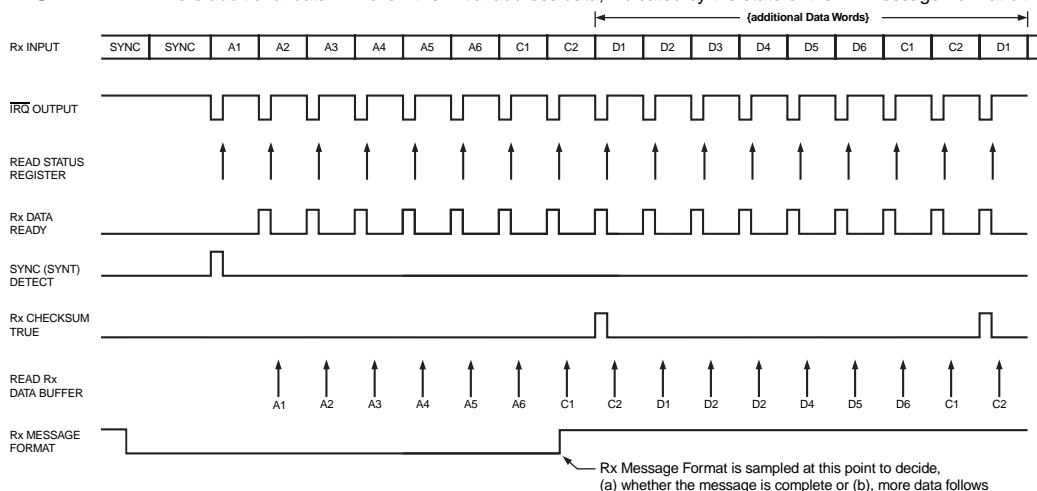 {additional Data Words}
Rx INPUT SYNC SYNC A1 A2 A3 A4 A5 A6 C1 C2 D1 D2 D3 D4 D5 D6 C1 C2 D1
IRQ OUTPUT
READ STATUS
REGISTER
Rx DATA
READY
SYNC (SYNT)
DETECT
Rx CHECKSUM
TRUE
READ Rx
DATA BUFFER
A1 A2 A3 A4 A5 A6 C1 C2 D1 D2 D2 D4 D5 D6 C1 C2
Rx MESSAGE
FORMAT
Rx Message Format is sampled at this point to decide,
(a) whether the message is complete or (b), more data follows